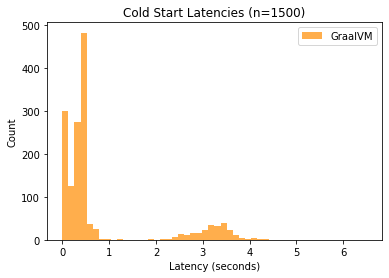 Cold Start Latencies (n=1500)
GraalVM
500
400
300
200
100
0
Count
0 1 2 3 4 5 6
Latency (seconds)